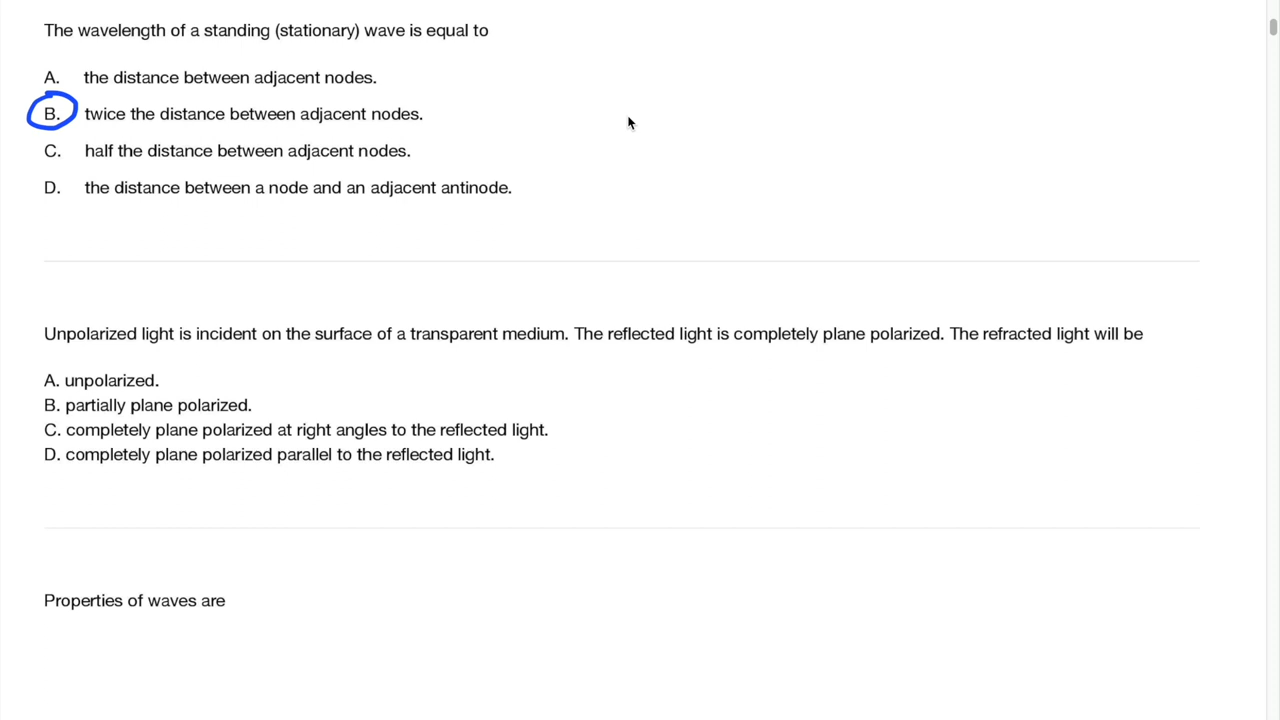 The wavelength of a standing (stationary) wave is equal to
A. the distance between adjacent nodes.
B. twice the distance between adjacent nodes.
C. half the distance between adjacent nodes.
D. the distance between a node and an adjacent antinode.
Unpolarized light is incident on the surface of a transparent medium. The reflected light is completely plane polarized. The refracted light will be
A. unpolarized.
B. partially plane polarized.
C. completely plane polarized at right angles to the reflected light.
D. completely plane polarized parallel to the reflected light.
Properties of waves are